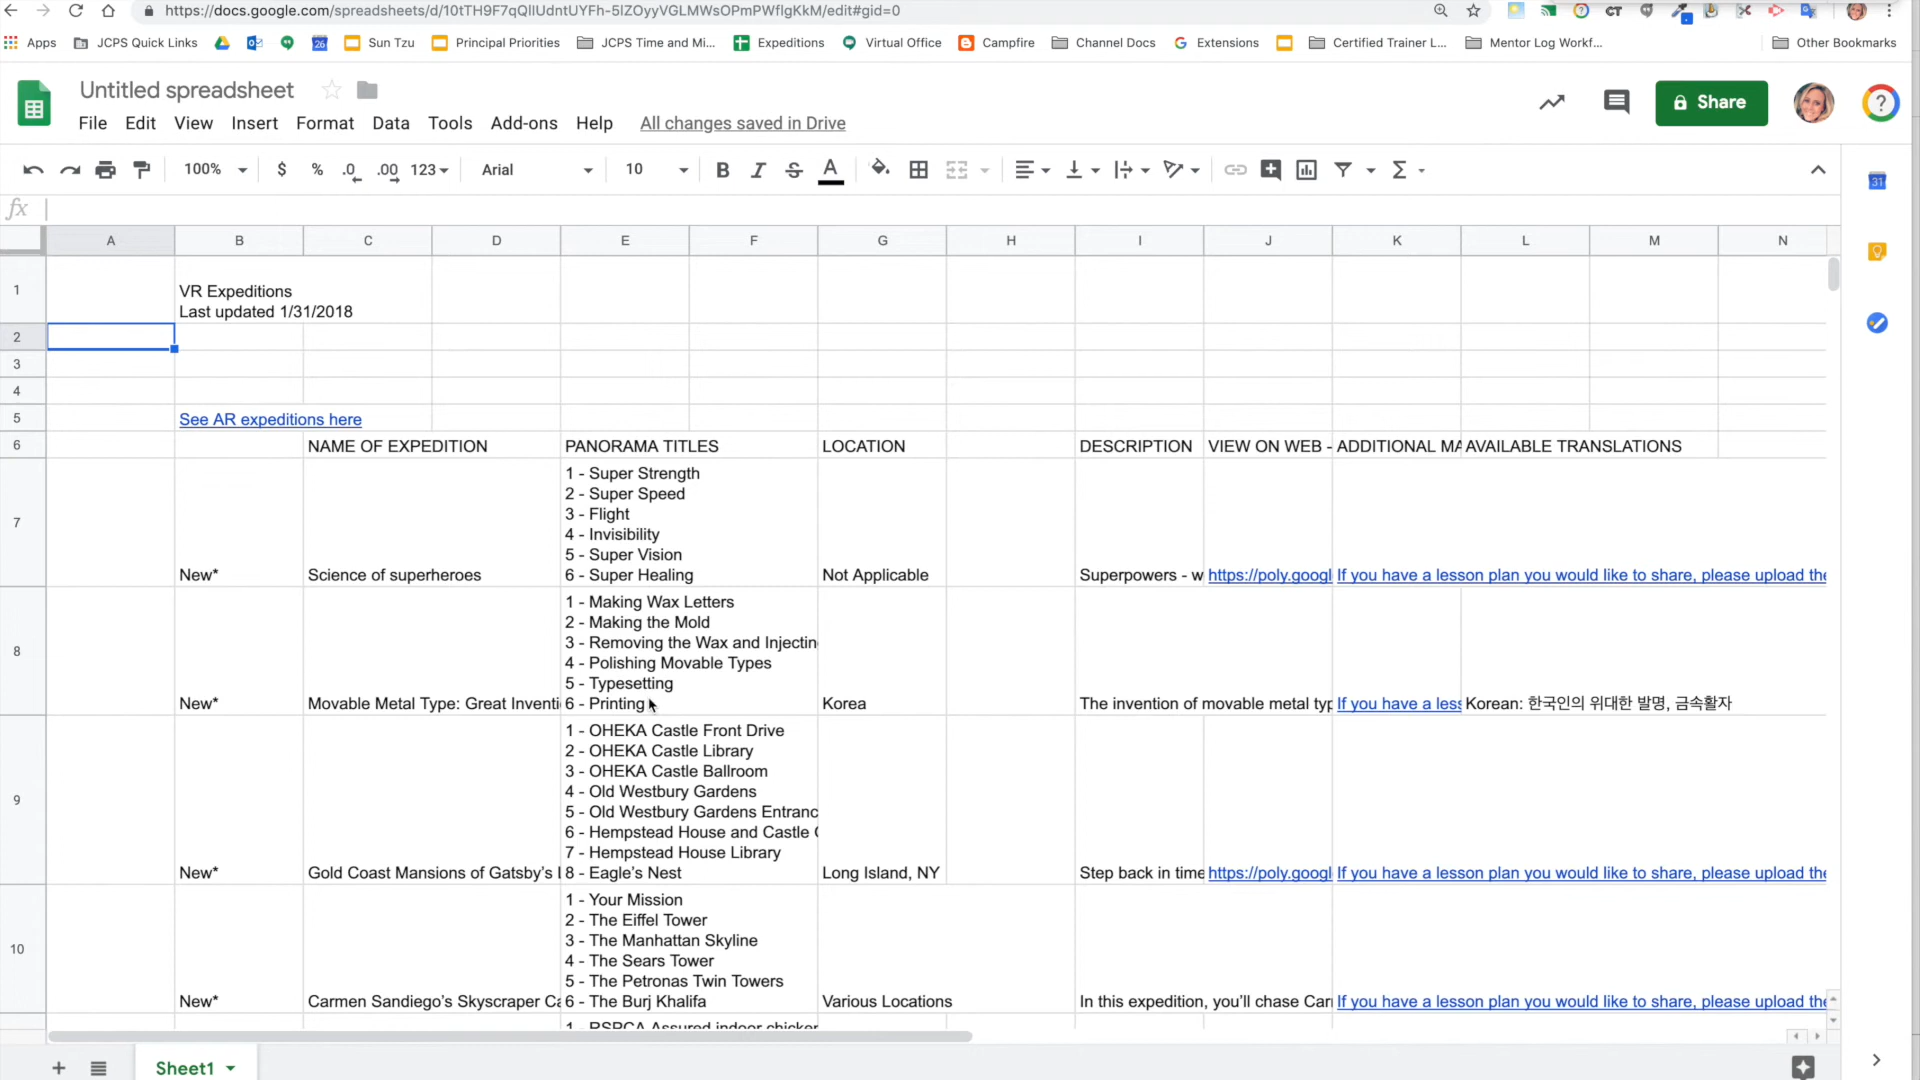 https://docs.google.com/spreadsheets/d/10tTH9F7qQIIUdntUYFh-5lZOyyVGLMWsOPmPWflgKkM/edit#gid=0
Apps JCPS Quick Links 26 Sun Tzu Principal Priorities JCPS Time and Mi... Expeditions Virtual Office Campfire Channel Docs Extensions Certified Trainer L... Mentor Log Workf... Other Bookmarks
Untitled spreadsheet
File Edit View Insert Format Data Tools Add-ons Help All changes saved in Drive
Share
100% $ % .0 .00 123 Arial 10 B I S A Σ
31
fx
A B C D E F G H I J K L M N
1
VR Expeditions
Last updated 1/31/2018
2
3
4
5 See AR expeditions here
6 NAME OF EXPEDITION PANORAMA TITLES LOCATION DESCRIPTION VIEW ON WEB - ADDITIONAL MA AVAILABLE TRANSLATIONS
1 - Super Strength
2 - Super Speed
3 - Flight
7
4 - Invisibility
5 - Super Vision
New* Science of superheroes 6 - Super Healing Not Applicable Superpowers - w https://poly.googl If you have a lesson plan you would like to share, please upload the
1 - Making Wax Letters
2 - Making the Mold
3 - Removing the Wax and Injectin
8
4 - Polishing Movable Types
5 - Typesetting
New* Movable Metal Type: Great Inventi 6 - Printing Korea The invention of movable metal typ If you have a less Korean: 한국인의 위대한 발명, 금속활자
1 - OHEKA Castle Front Drive
2 - OHEKA Castle Library
3 - OHEKA Castle Ballroom
4 - Old Westbury Gardens
9
5 - Old Westbury Gardens Entranc
6 - Hempstead House and Castle
7 - Hempstead House Library
New* Gold Coast Mansions of Gatsby's 8 - Eagle's Nest Long Island, NY Step back in time https://poly.googl If you have a lesson plan you would like to share, please upload the
1 - Your Mission
2 - The Eiffel Tower
3 - The Manhattan Skyline
10
4 - The Sears Tower
5 - The Petronas Twin Towers
New* Carmen Sandiego's Skyscraper Ca 6 - The Burj Khalifa Various Locations In this expedition, you'll chase Carr If you have a lesson plan you would like to share, please upload the
1 - RSPCA Assured indoor chicker
Sheet1